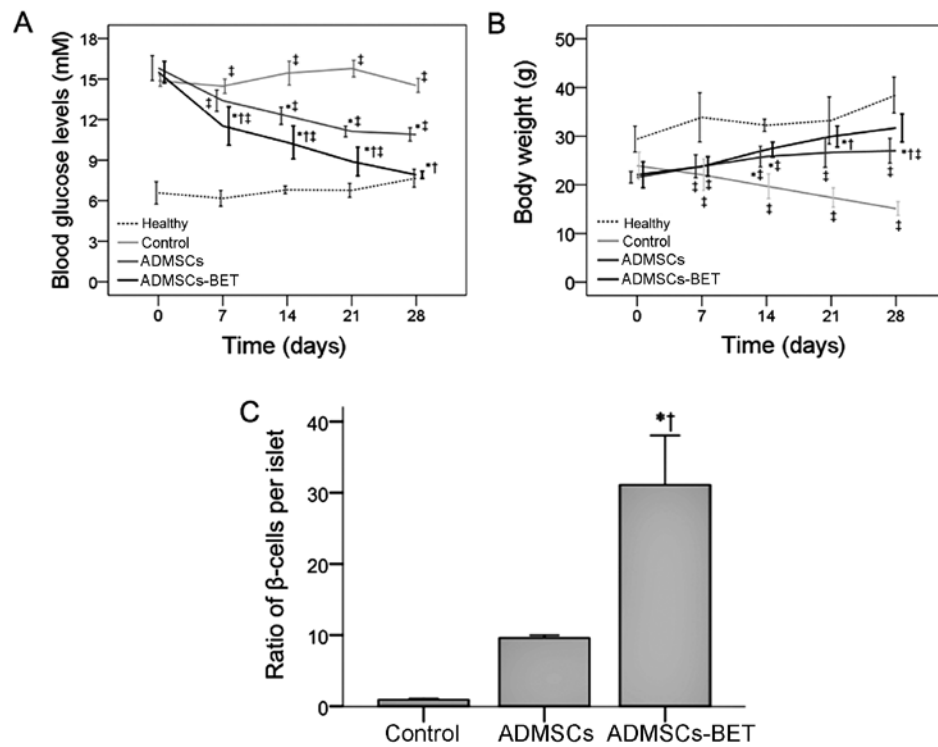 A
Blood glucose levels (mM)
18
15
12
9
6
3
0
‡ ‡ ‡ ‡
‡ *‡ *‡ *‡
*†‡ *†‡ *†‡ *†
Healthy
Control
ADMSCs
ADMSCs-BET
0 7 14 21 28
Time (days)
B
Body weight (g)
50
40
30
20
10
0
*† *†‡
‡ ‡ *‡ * ‡ ‡
‡ ‡ ‡ ‡
Healthy
Control
ADMSCs
ADMSCs-BET
0 7 14 21 28
Time (days)
C
Ratio of β-cells per islet
40
30
20
10
0
*†
Control ADMSCs ADMSCs-BET